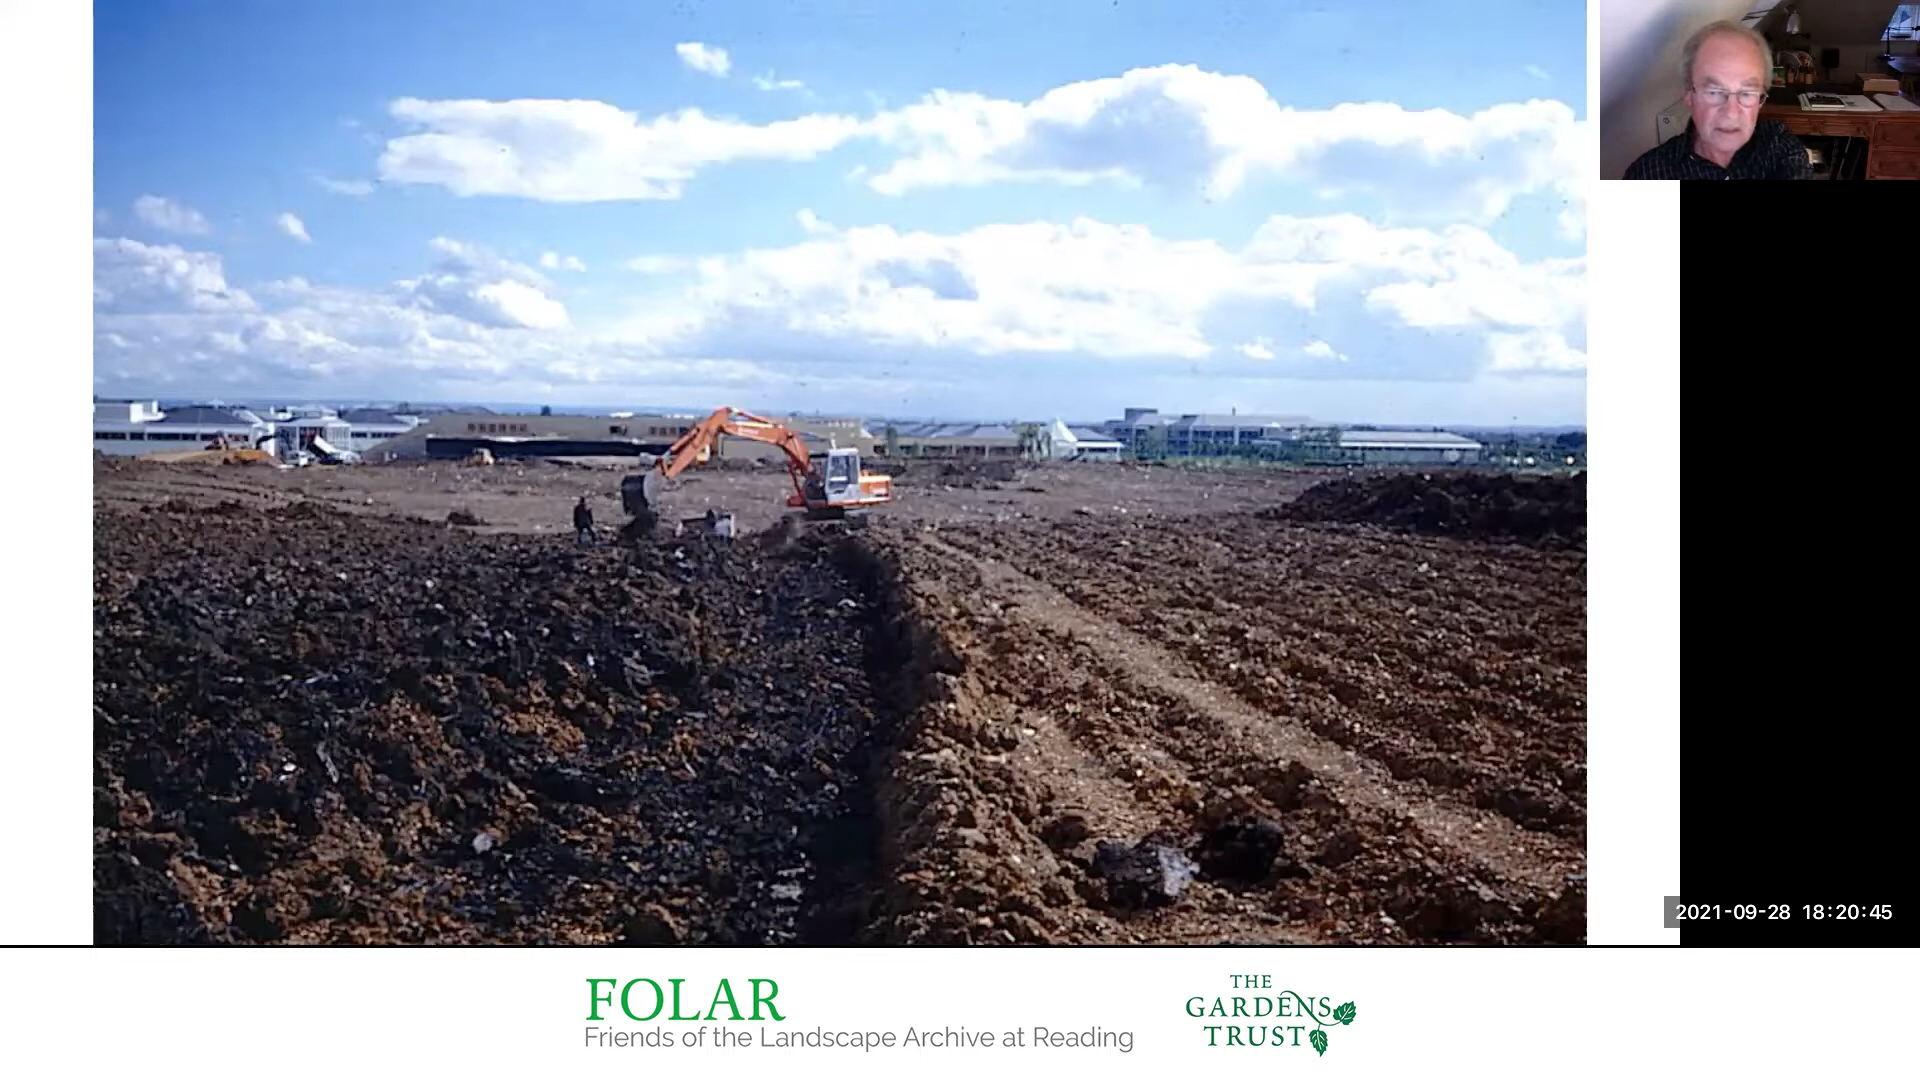 2021-09-28 18:20:45
FOLAR
Friends of the Landscape Archive at Reading
THE
GARDENS
TRUST